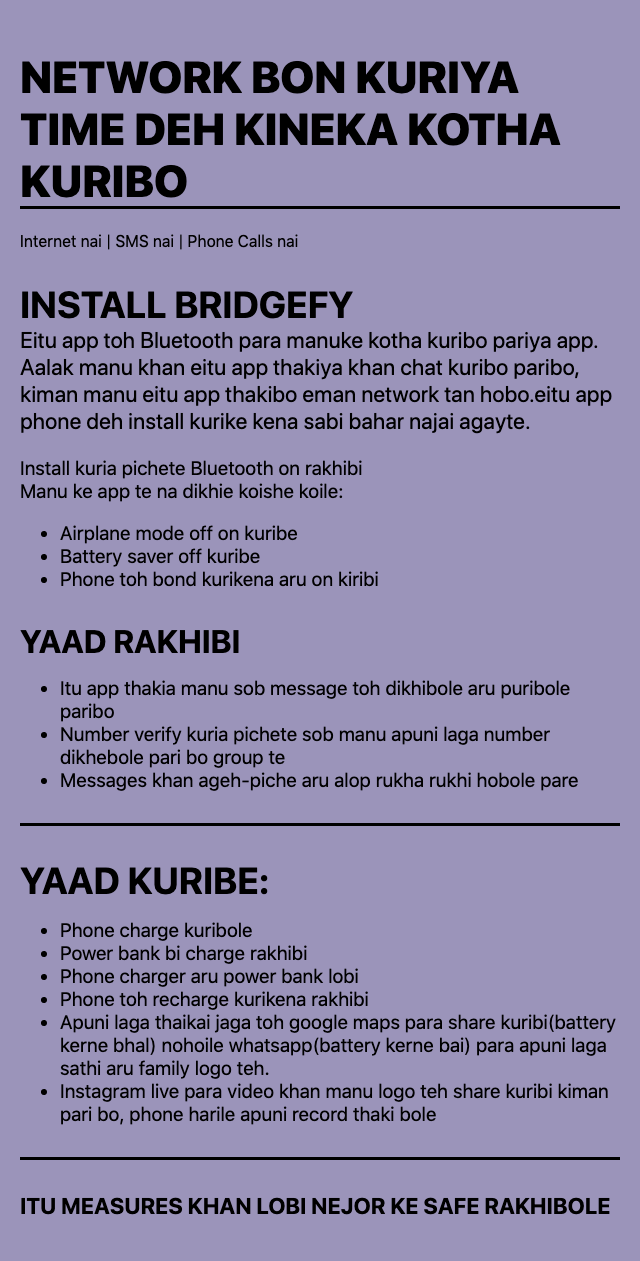 NETWORK BON KURIYA
TIME DEH KINEKA KOTHA
KURIBO
Internet nai | SMS nai | Phone Calls nai
INSTALL BRIDGEFY
Eitu app toh Bluetooth para manuke kotha kuribo pariya app.
Aalak manu khan eitu app thakiya khan chat kuribo paribo,
kiman manu eitu app thakibo eman network tan hobo.eitu app
phone deh install kurike kena sabi bahar najai agayte.
Install kuria pichete Bluetooth on rakhibi
Manu ke app te na dikhie koishe koile:
• Airplane mode off on kuribe
• Battery saver off kuribe
• Phone toh bond kurikena aru on kiribi
YAAD RAKHIBI
• Itu app thakia manu sob message toh dikhibole aru puribole
paribo
• Number verify kuria pichete sob manu apuni laga number
dikhebole pari bo group te
• Messages khan ageh-piche aru alop rukha rukhi hobole pare
YAAD KURIBE:
• Phone charge kuribole
• Power bank bi charge rakhibi
• Phone charger aru power bank lobi
• Phone toh recharge kurikena rakhibi
• Apuni laga thaikai jaga toh google maps para share kuribi(battery
kerne bhal) nohoile whatsapp(battery kerne bai) para apuni laga
sathi aru family logo teh.
• Instagram live para video khan manu logo teh share kuribi kiman
pari bo, phone harile apuni record thaki bole
ITU MEASURES KHAN LOBI NEJOR KE SAFE RAKHIBOLE